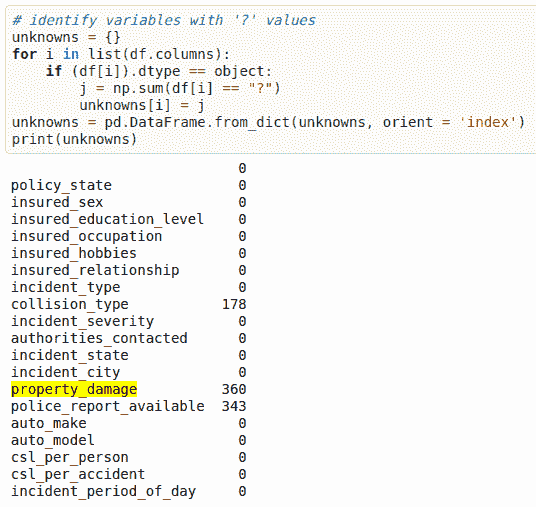 # identify variables with '?' values
unknowns = {}
for i in list(df.columns):
    if (df[i]).dtype == object:
        j = np.sum(df[i] == "?")
        unknowns[i] = j
unknowns = pd.DataFrame.from_dict(unknowns, orient = 'index')
print(unknowns)
                           0
policy_state               0
insured_sex                0
insured_education_level    0
insured_occupation         0
insured_hobbies            0
insured_relationship       0
incident_type              0
collision_type           178
incident_severity          0
authorities_contacted      0
incident_state             0
incident_city              0
property_damage          360
police_report_available  343
auto_make                  0
auto_model                 0
csl_per_person             0
csl_per_accident           0
incident_period_of_day     0